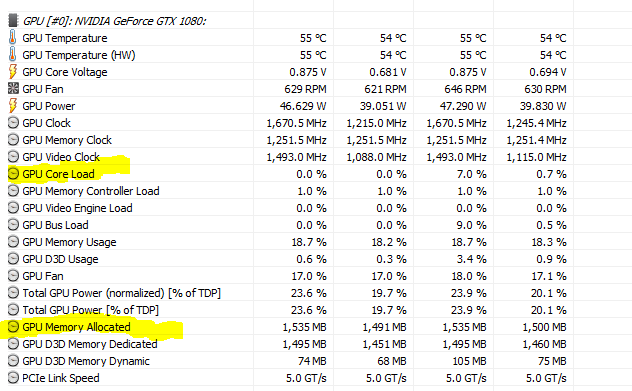 GPU [#0]: NVIDIA GeForce GTX 1080:
GPU Temperature 55 °C 54 °C 55 °C 54 °C
GPU Temperature (HW) 55 °C 54 °C 55 °C 54 °C
GPU Core Voltage 0.875 V 0.681 V 0.875 V 0.694 V
GPU Fan 629 RPM 621 RPM 646 RPM 630 RPM
GPU Power 46.629 W 39.051 W 47.290 W 39.830 W
GPU Clock 1,670.5 MHz 1,215.0 MHz 1,670.5 MHz 1,245.4 MHz
GPU Memory Clock 1,251.5 MHz 1,251.5 MHz 1,251.5 MHz 1,251.4 MHz
GPU Video Clock 1,493.0 MHz 1,088.0 MHz 1,493.0 MHz 1,115.0 MHz
GPU Core Load 0.0 % 0.0 % 7.0 % 0.7 %
GPU Memory Controller Load 1.0 % 1.0 % 1.0 % 1.0 %
GPU Video Engine Load 0.0 % 0.0 % 0.0 % 0.0 %
GPU Bus Load 0.0 % 0.0 % 9.0 % 0.5 %
GPU Memory Usage 18.7 % 18.2 % 18.7 % 18.3 %
GPU D3D Usage 0.6 % 0.3 % 3.4 % 0.9 %
GPU Fan 17.0 % 17.0 % 18.0 % 17.1 %
Total GPU Power (normalized) [% of TDP] 23.6 % 19.7 % 23.9 % 20.1 %
Total GPU Power [% of TDP] 23.6 % 19.7 % 23.9 % 20.1 %
GPU Memory Allocated 1,535 MB 1,491 MB 1,535 MB 1,500 MB
GPU D3D Memory Dedicated 1,495 MB 1,451 MB 1,495 MB 1,460 MB
GPU D3D Memory Dynamic 74 MB 68 MB 105 MB 75 MB
PCIe Link Speed 5.0 GT/s 5.0 GT/s 5.0 GT/s 5.0 GT/s